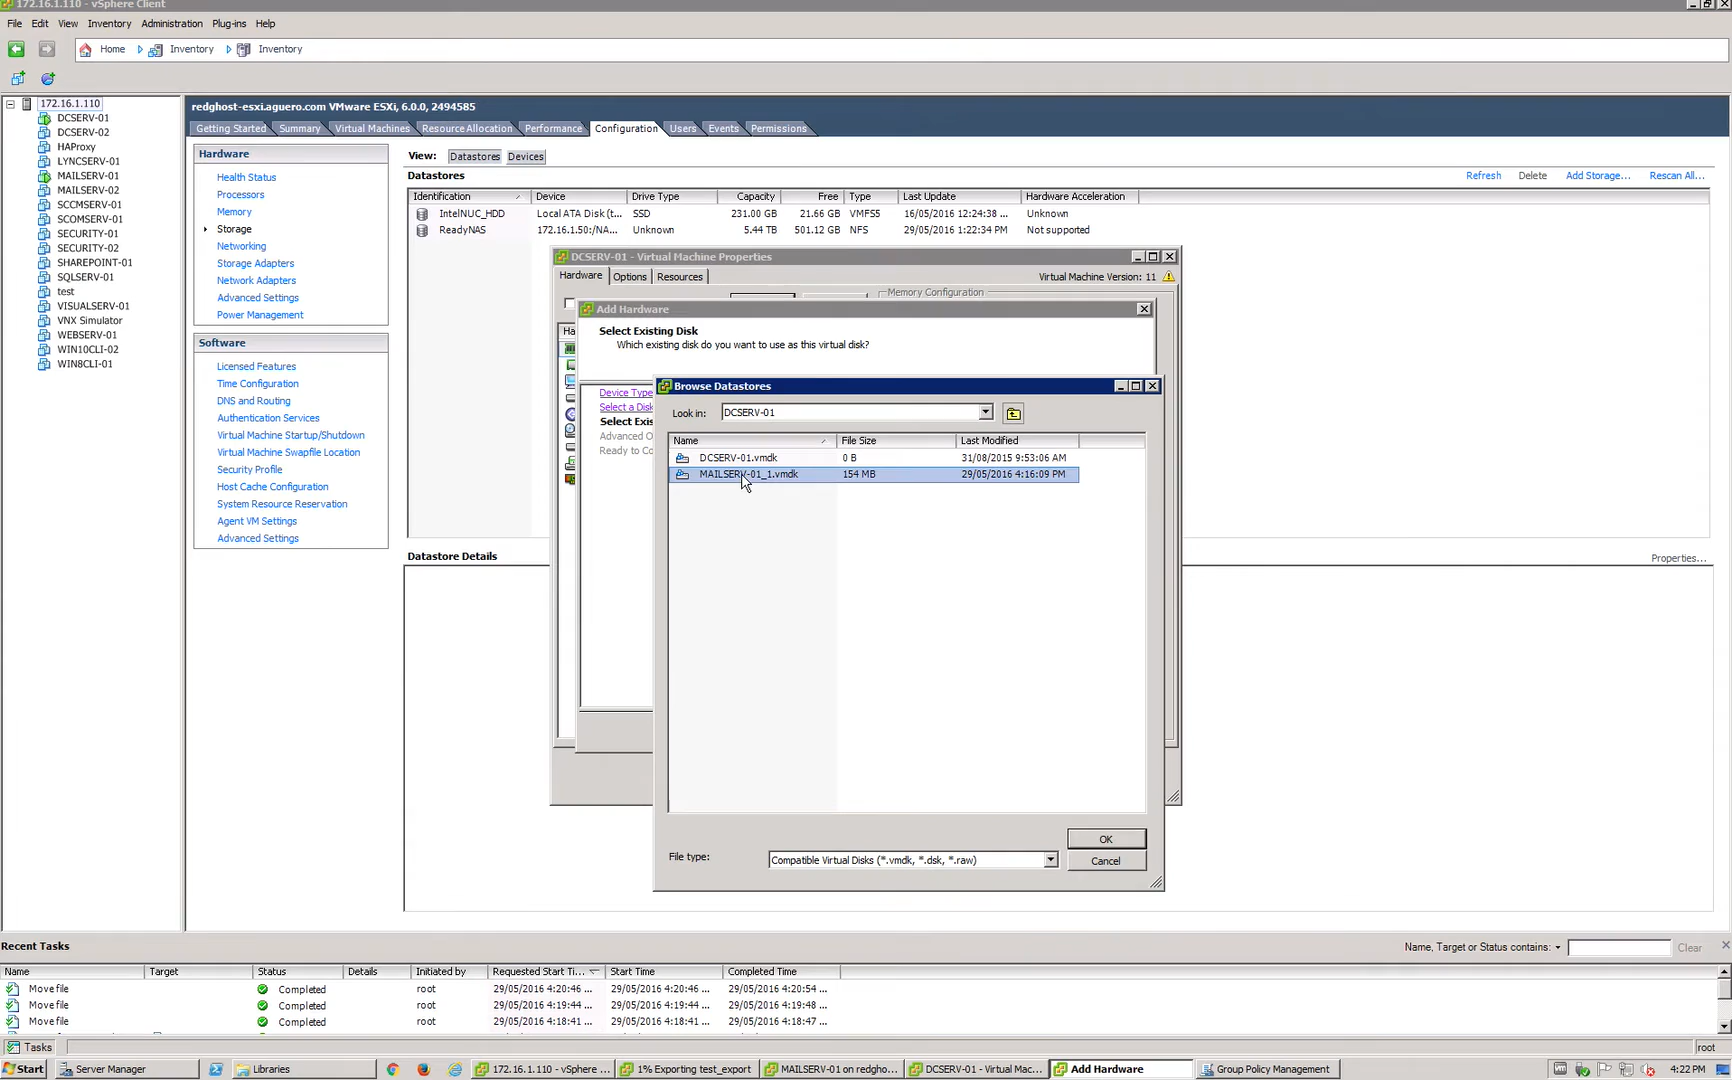 172.16.1.110 - vSphere Client
File Edit View Inventory Administration Plug-ins Help
Home Inventory Inventory
172.16.1.110
DCSERV-01
DCSERV-02
HAProxy
LYNCSERV-01
MAILSERV-01
MAILSERV-02
SCCMSERV-01
SCOMSERV-01
SECURITY-01
SECURITY-02
SHAREPOINT-01
SQLSERV-01
test
VISUALSERV-01
VNX Simulator
WEBSERV-01
WIN10CLI-02
WIN8CLI-01
redghost-esxi.aguero.com VMware ESXi, 6.0.0, 2494585
Getting Started Summary Virtual Machines Resource Allocation Performance Configuration Users Events Permissions
Hardware
Health Status
Processors
Memory
Storage
Networking
Storage Adapters
Network Adapters
Advanced Settings
Power Management
Software
Licensed Features
Time Configuration
DNS and Routing
Authentication Services
Virtual Machine Startup/Shutdown
Virtual Machine Swapfile Location
Security Profile
Host Cache Configuration
System Resource Reservation
Agent VM Settings
Advanced Settings
View: Datastores Devices
Datastores Refresh Delete Add Storage... Rescan All...
Identification Device Drive Type Capacity Free Type Last Update Hardware Acceleration
IntelNUC_HDD Local ATA Disk (t... SSD 231.00 GB 21.66 GB VMFS5 16/05/2016 12:24:38 ... Unknown
ReadyNAS 172.16.1.50:/NA... Unknown 5.44 TB 501.12 GB NFS 29/05/2016 1:22:34 PM Not supported
DCSERV-01 - Virtual Machine Properties
Hardware Options Resources Virtual Machine Version: 11
Memory Configuration
Ha
Add Hardware
Select Existing Disk
Which existing disk do you want to use as this virtual disk?
Device Type
Select a Disk
Select Exis
Advanced O
Ready to Co
Browse Datastores
Look in: DCSERV-01
Name File Size Last Modified
DCSERV-01.vmdk 0 B 31/08/2015 9:53:06 AM
MAILSERV-01_1.vmdk 154 MB 29/05/2016 4:16:09 PM
OK
File type: Compatible Virtual Disks (*.vmdk, *.dsk, *.raw) Cancel
Datastore Details Properties...
Recent Tasks Name, Target or Status contains: Clear
Name Target Status Details Initiated by Requested Start Ti... Start Time Completed Time
Move file Completed root 29/05/2016 4:20:46 ... 29/05/2016 4:20:46 ... 29/05/2016 4:20:54 ...
Move file Completed root 29/05/2016 4:19:44 ... 29/05/2016 4:19:44 ... 29/05/2016 4:19:48 ...
Move file Completed root 29/05/2016 4:18:41 ... 29/05/2016 4:18:41 ... 29/05/2016 4:18:47 ...
Tasks root
Start Server Manager Libraries 172.16.1.110 - vSphere ... 1% Exporting test_export MAILSERV-01 on redgho... DCSERV-01 - Virtual Mac... Add Hardware Group Policy Management 4:22 PM